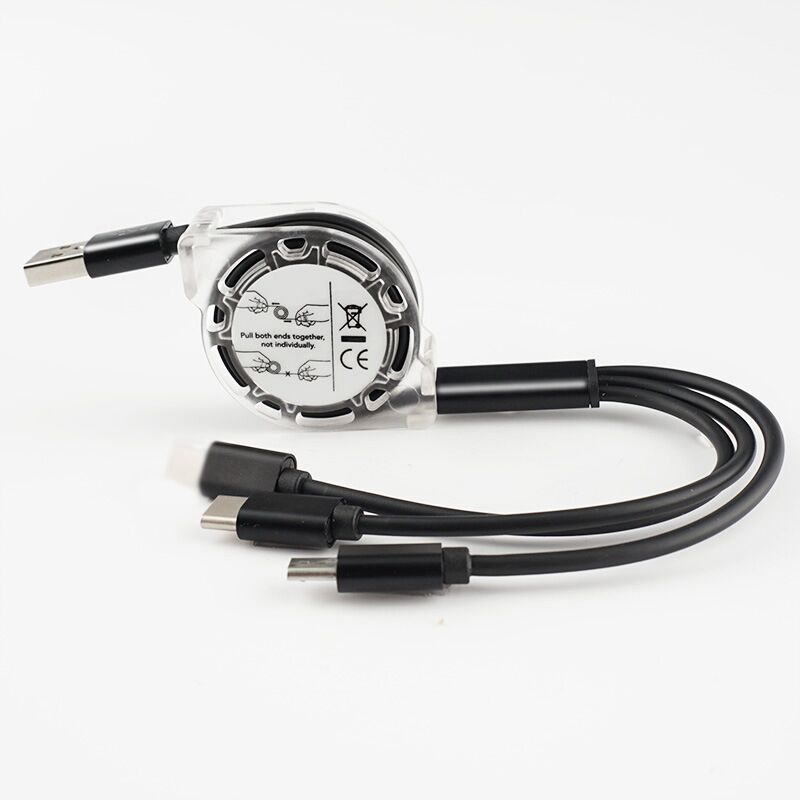 Pull both ends together,
not individually.
CE